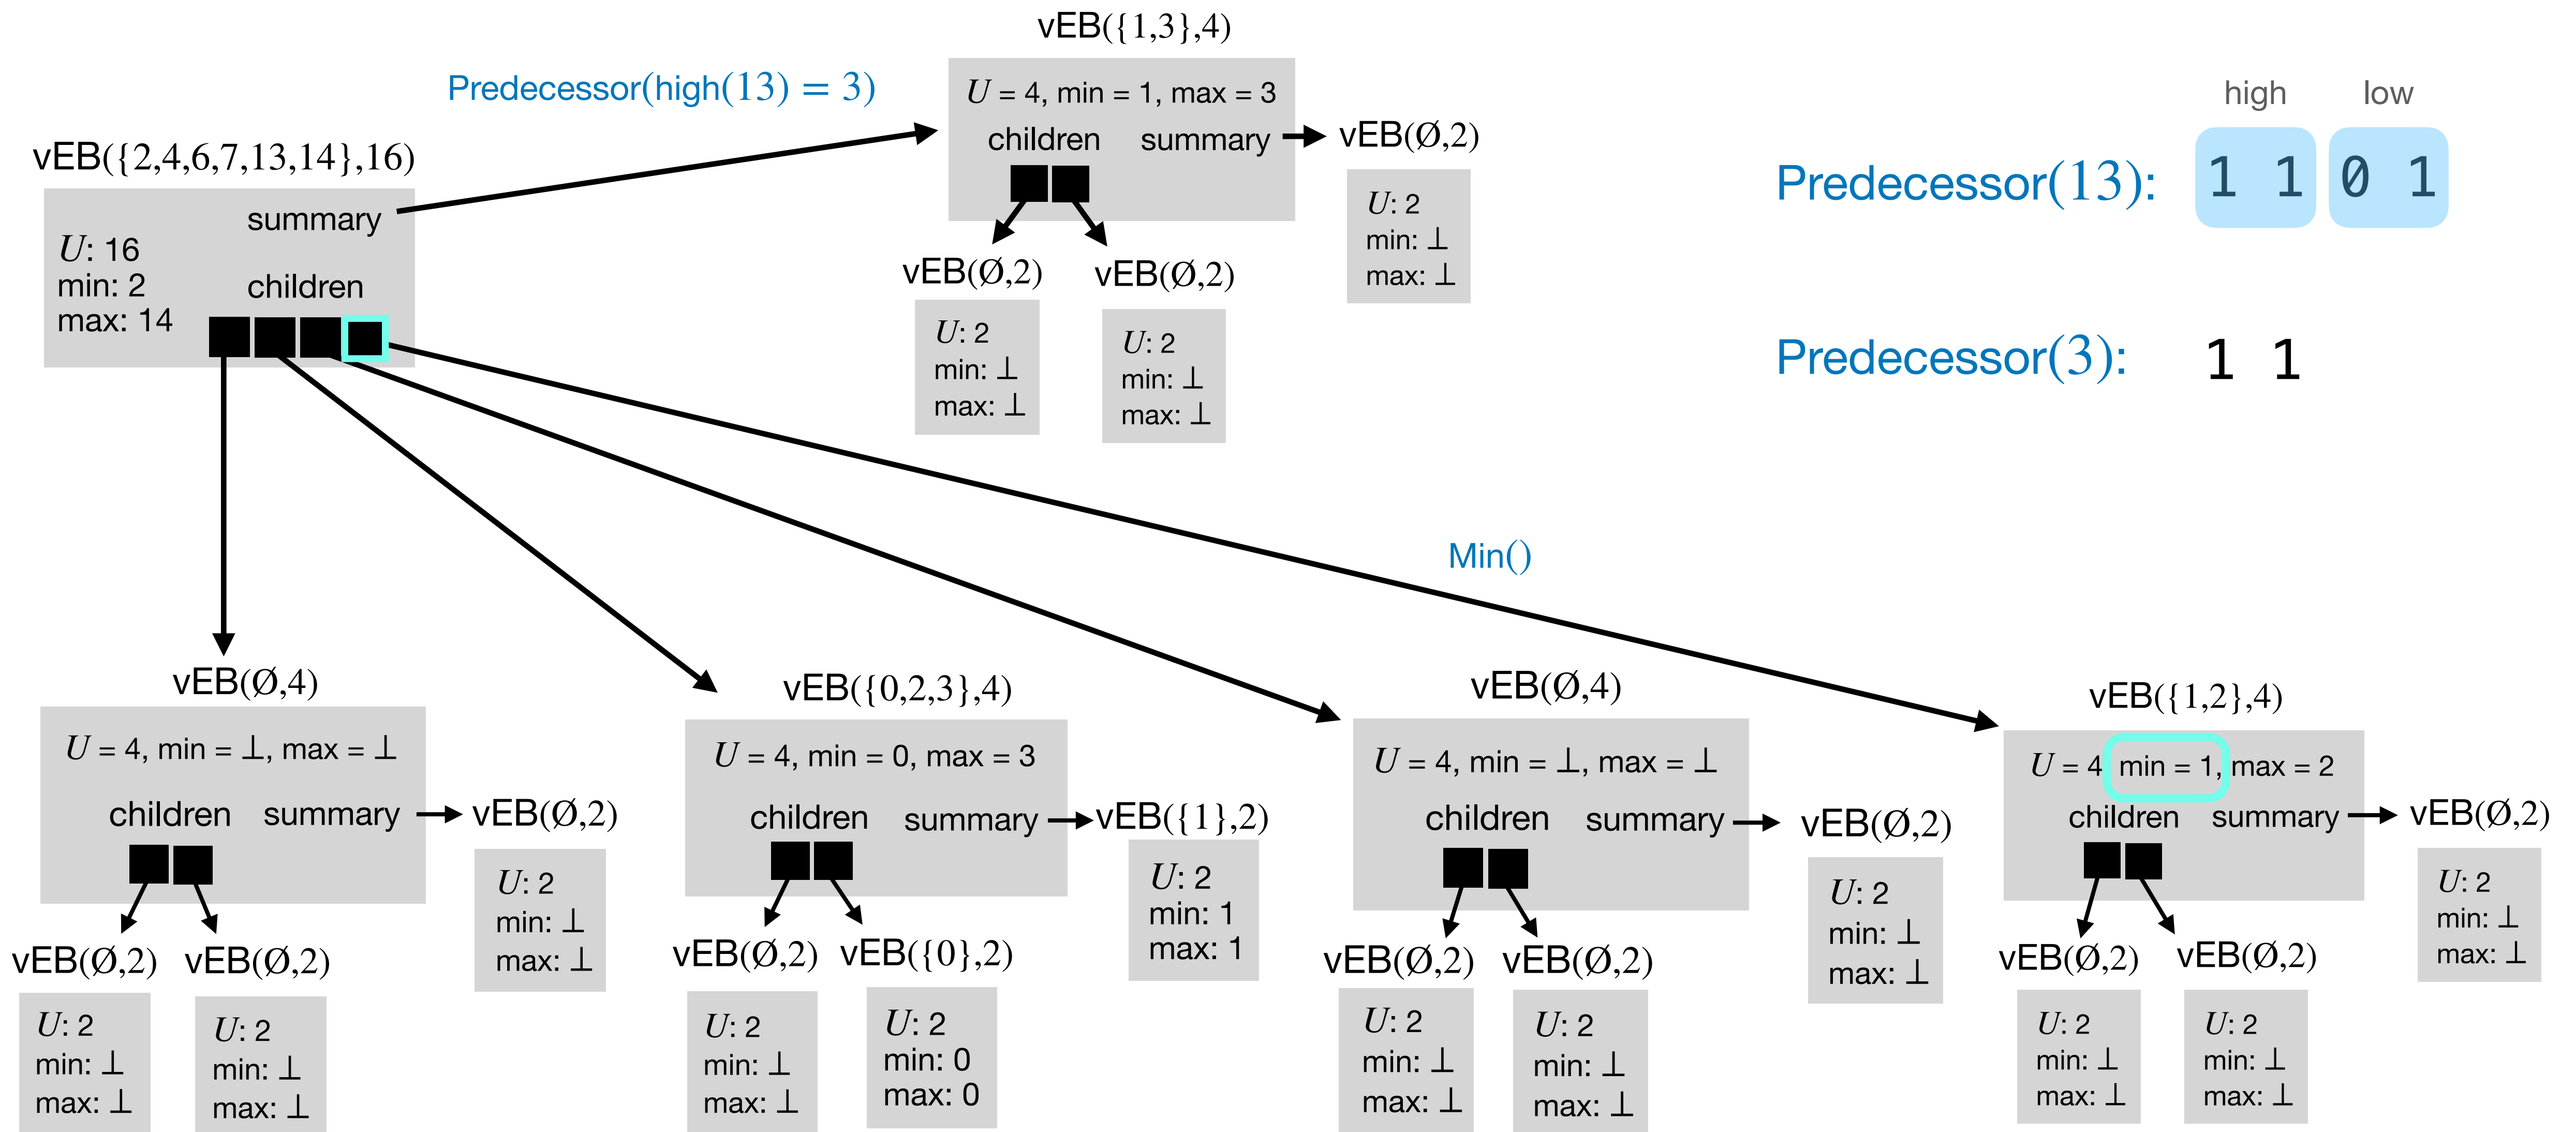 vEB({1,3},4)
Predecessor(high(13) = 3)
U = 4, min = 1, max = 3
children summary
vEB(Ø,2)
U: 2
min: ⊥
max: ⊥
vEB(Ø,2)
U: 2
min: ⊥
max: ⊥
vEB(Ø,2)
U: 2
min: ⊥
max: ⊥
high low
Predecessor(13): 1 1 0 1
Predecessor(3): 1 1
vEB({2,4,6,7,13,14},16)
summary
U: 16
min: 2
max: 14
children
Min()
vEB(Ø,4)
U = 4, min = ⊥, max = ⊥
children summary
vEB(Ø,2)
U: 2
min: ⊥
max: ⊥
vEB(Ø,2)
U: 2
min: ⊥
max: ⊥
vEB(Ø,2)
U: 2
min: ⊥
max: ⊥
vEB({0,2,3},4)
U = 4, min = 0, max = 3
children summary
vEB({1},2)
U: 2
min: 1
max: 1
vEB(Ø,2)
U: 2
min: ⊥
max: ⊥
vEB({0},2)
U: 2
min: 0
max: 0
vEB(Ø,4)
U = 4, min = ⊥, max = ⊥
children summary
vEB(Ø,2)
U: 2
min: ⊥
max: ⊥
vEB(Ø,2)
U: 2
min: ⊥
max: ⊥
vEB(Ø,2)
U: 2
min: ⊥
max: ⊥
vEB({1,2},4)
U = 4 min = 1, max = 2
children summary
vEB(Ø,2)
U: 2
min: ⊥
max: ⊥
vEB(Ø,2)
U: 2
min: ⊥
max: ⊥
vEB(Ø,2)
U: 2
min: ⊥
max: ⊥